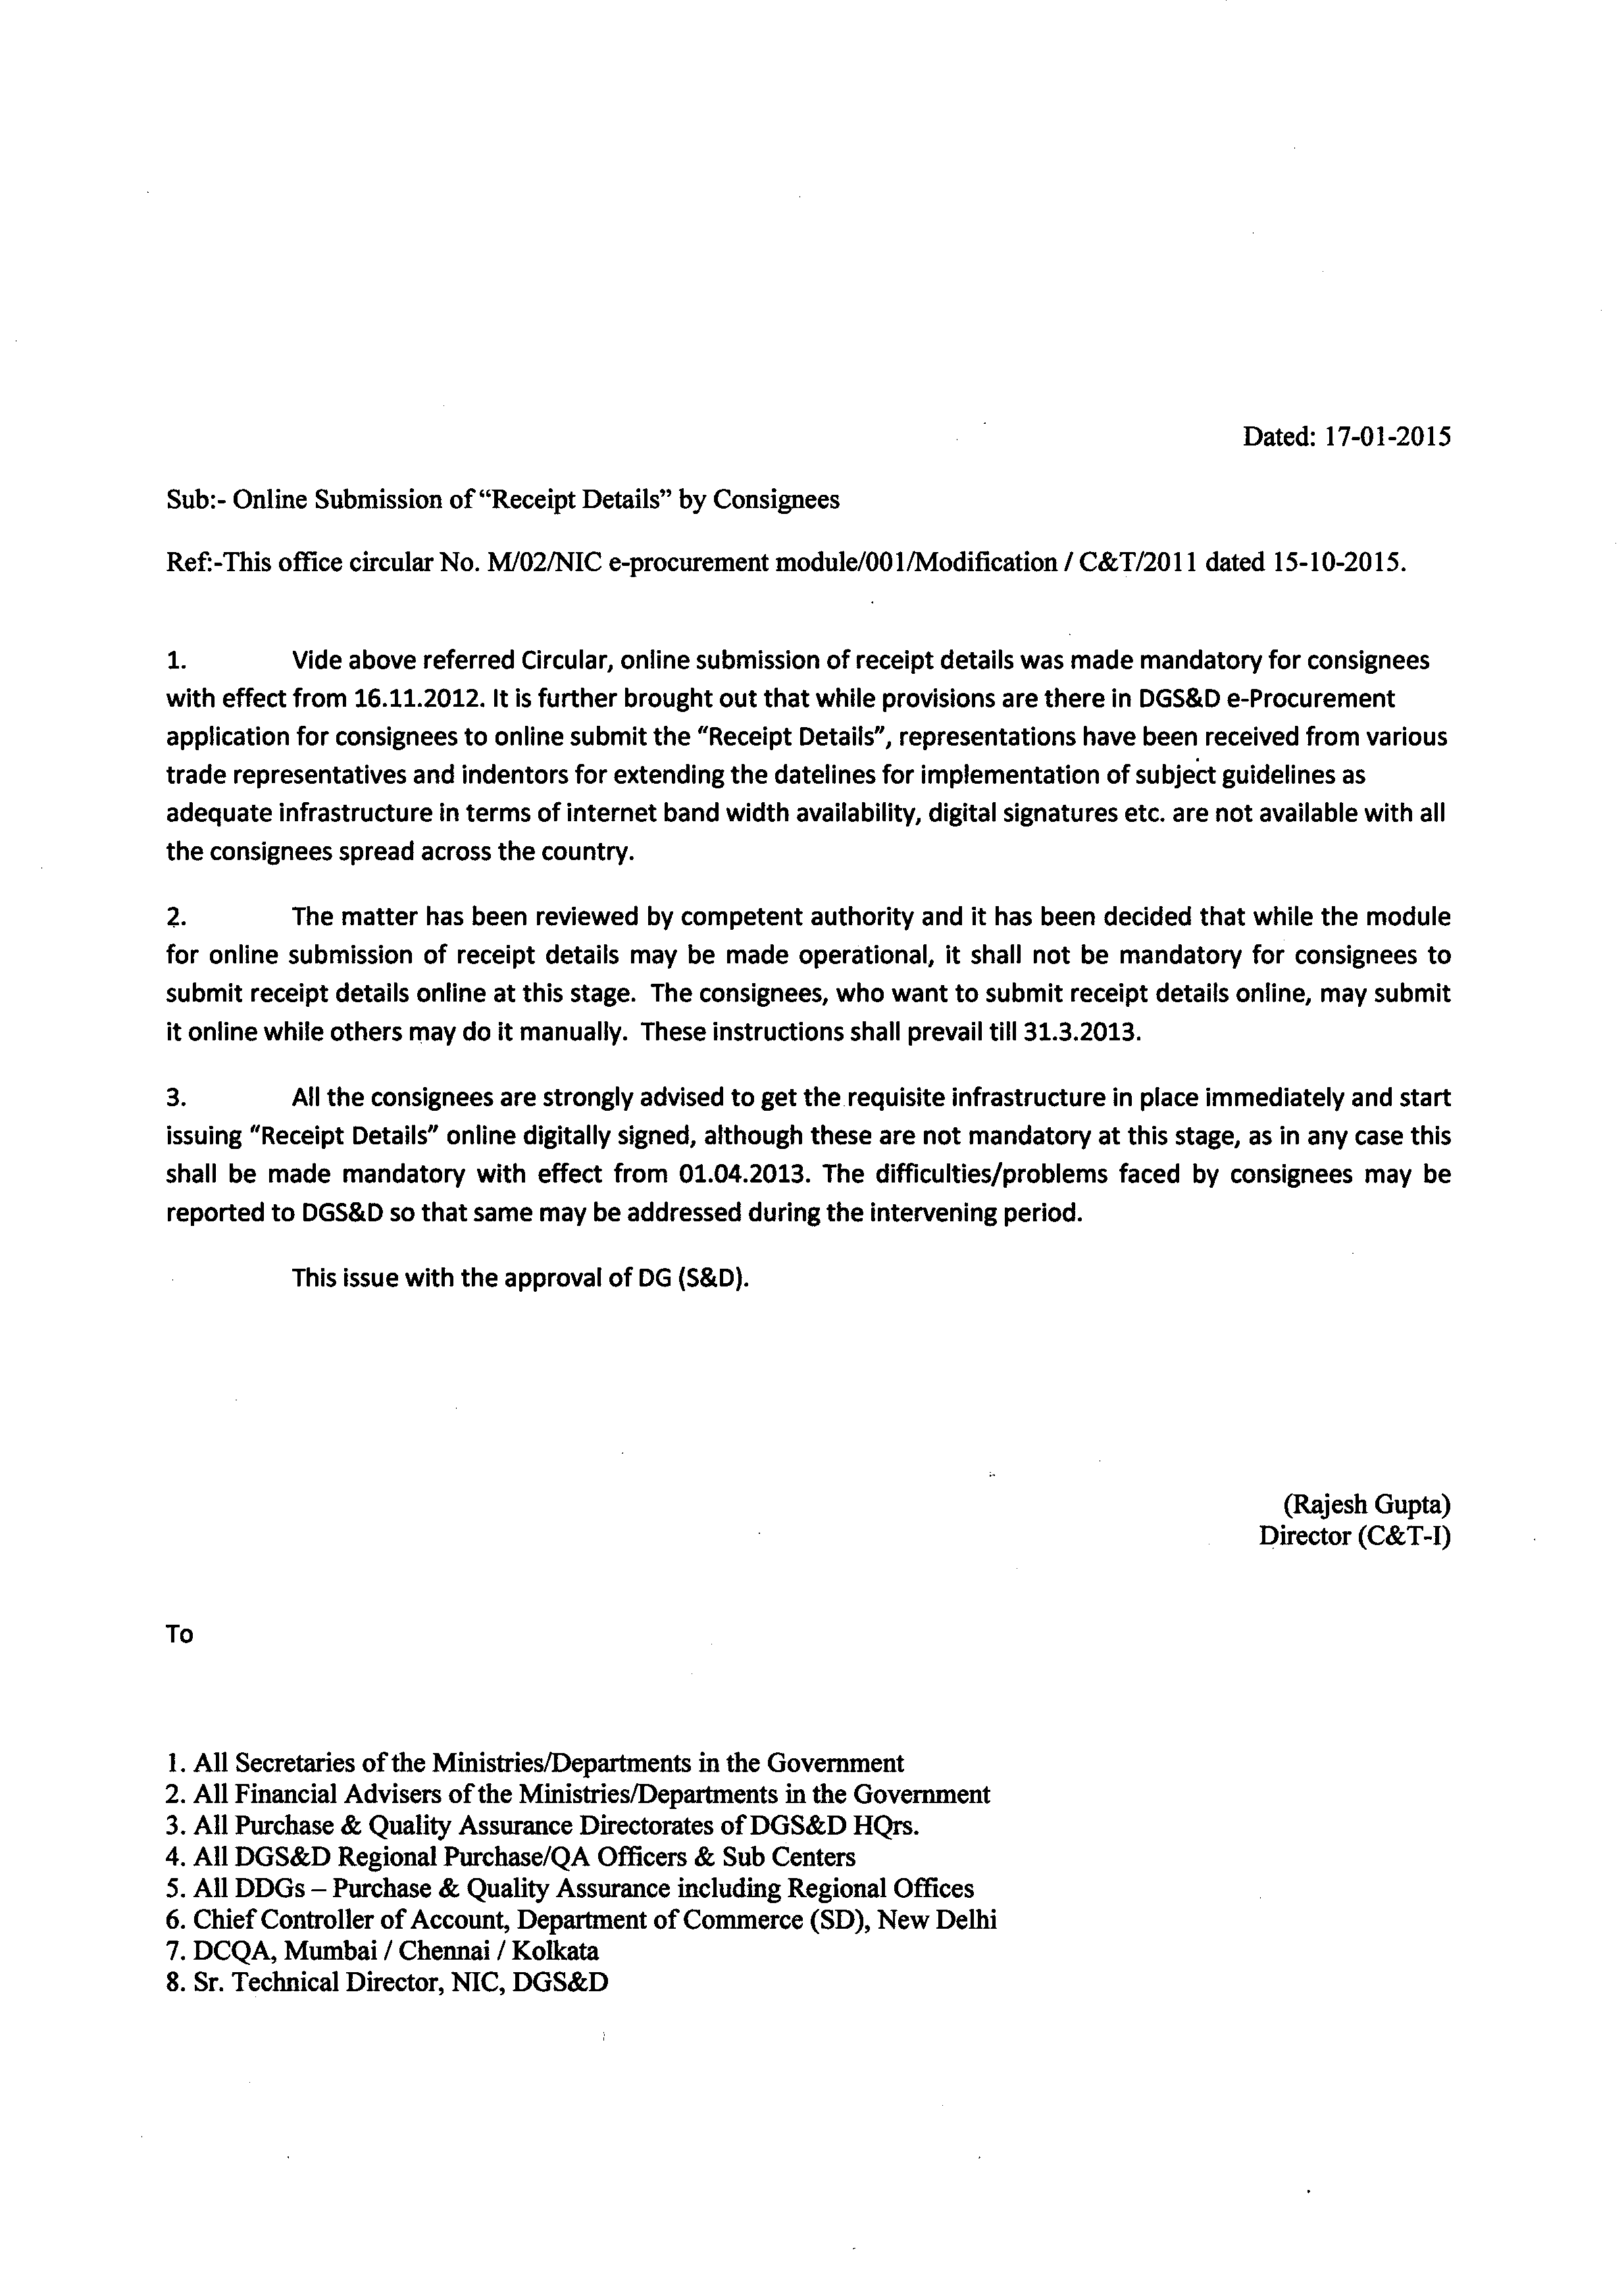 Dated: 17-01-2015
Sub:- Online Submission of “Receipt Details” by Consignees
Ref:-This office circular No. M/02/NIC e-procurement module/001/Modification / C&T/2011 dated 15-10-2015.
1. Vide above referred Circular, online submission of receipt details was made mandatory for consignees
with effect from 16.11.2012. It is further brought out that while provisions are there in DGS&D e-Procurement
application for consignees to online submit the “Receipt Details”, representations have been received from various
trade representatives and indentors for extending the datelines for implementation of subject guidelines as
adequate infrastructure in terms of internet band width availability, digital signatures etc. are not available with all
the consignees spread across the country.
2. The matter has been reviewed by competent authority and it has been decided that while the module
for online submission of receipt details may be made operational, it shall not be mandatory for consignees to
submit receipt details online at this stage. The consignees, who want to submit receipt details online, may submit
it online while others may do it manually. These instructions shall prevail till 31.3.2013.
3. All the consignees are strongly advised to get the requisite infrastructure in place immediately and start
issuing “Receipt Details” online digitally signed, although these are not mandatory at this stage, as in any case this
shall be made mandatory with effect from 01.04.2013. The difficulties/problems faced by consignees may be
reported to DGS&D so that same may be addressed during the intervening period.
This issue with the approval of DG (S&D).
(Rajesh Gupta)
Director (C&T-I)
To
1. All Secretaries of the Ministries/Departments in the Government
2. All Financial Advisers of the Ministries/Departments in the Government
3. All Purchase & Quality Assurance Directorates of DGS&D HQrs.
4. All DGS&D Regional Purchase/QA Officers & Sub Centers
5. All DDGs – Purchase & Quality Assurance including Regional Offices
6. Chief Controller of Account, Department of Commerce (SD), New Delhi
7. DCQA, Mumbai / Chennai / Kolkata
8. Sr. Technical Director, NIC, DGS&D